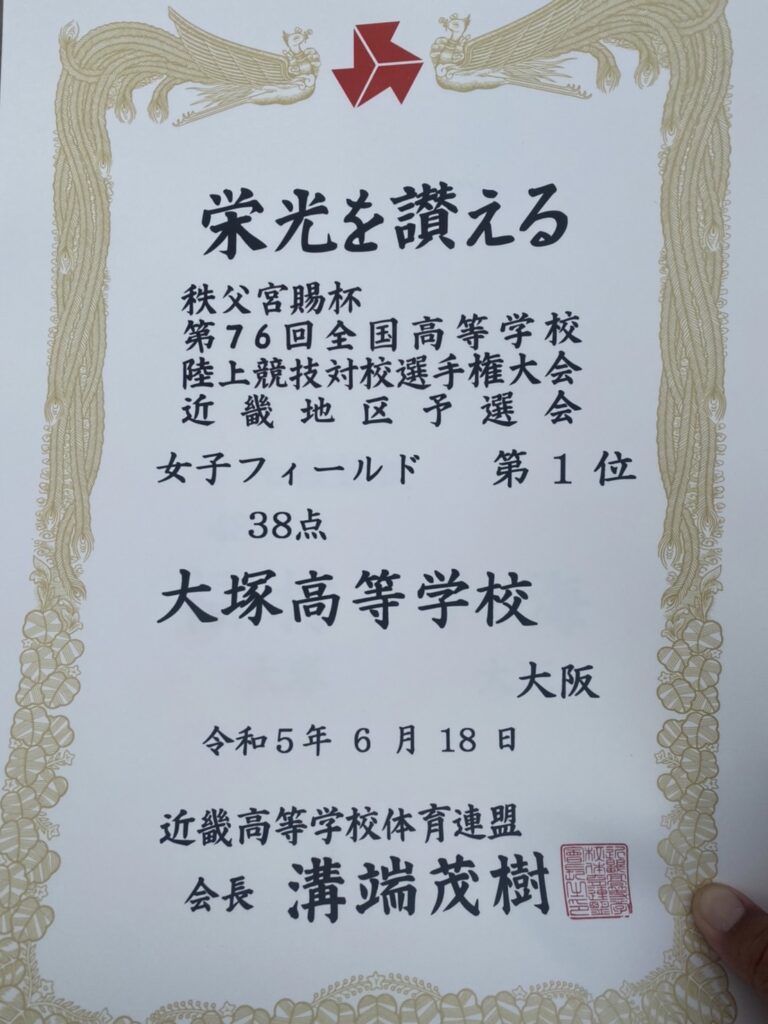 栄光を讃える
秩父宮賜杯
第76回全国高等学校
陸上競技対校選手権大会
近畿地区予選会
女子フィールド 第1位
38点
大塚高等学校
大阪
令和5年6月18日
近畿高等学校体育連盟
会長 溝端茂樹